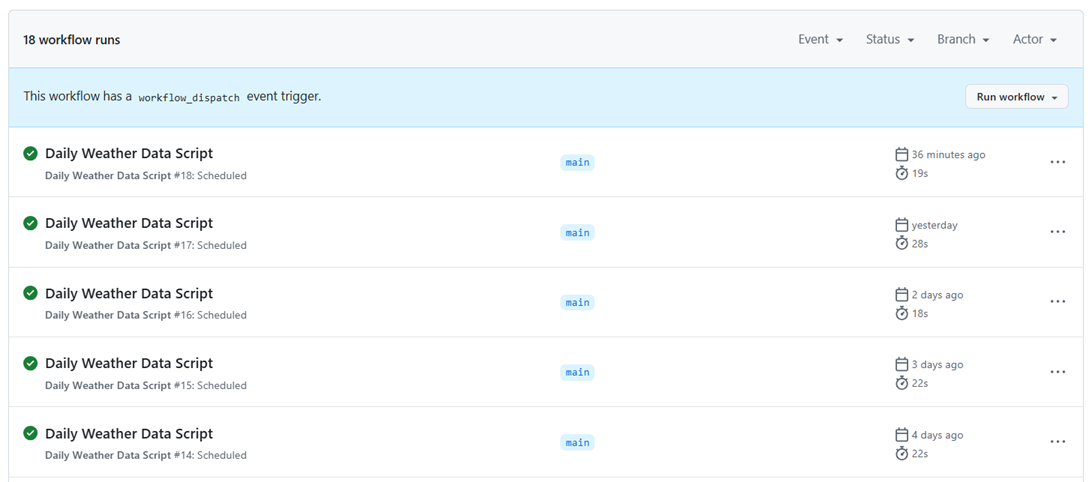 18 workflow runs
Event Status Branch Actor
This workflow has a workflow_dispatch event trigger.
Run workflow
Daily Weather Data Script
Daily Weather Data Script #18: Scheduled
main
36 minutes ago
19s
Daily Weather Data Script
Daily Weather Data Script #17: Scheduled
main
yesterday
28s
Daily Weather Data Script
Daily Weather Data Script #16: Scheduled
main
2 days ago
18s
Daily Weather Data Script
Daily Weather Data Script #15: Scheduled
main
3 days ago
22s
Daily Weather Data Script
Daily Weather Data Script #14: Scheduled
main
4 days ago
22s